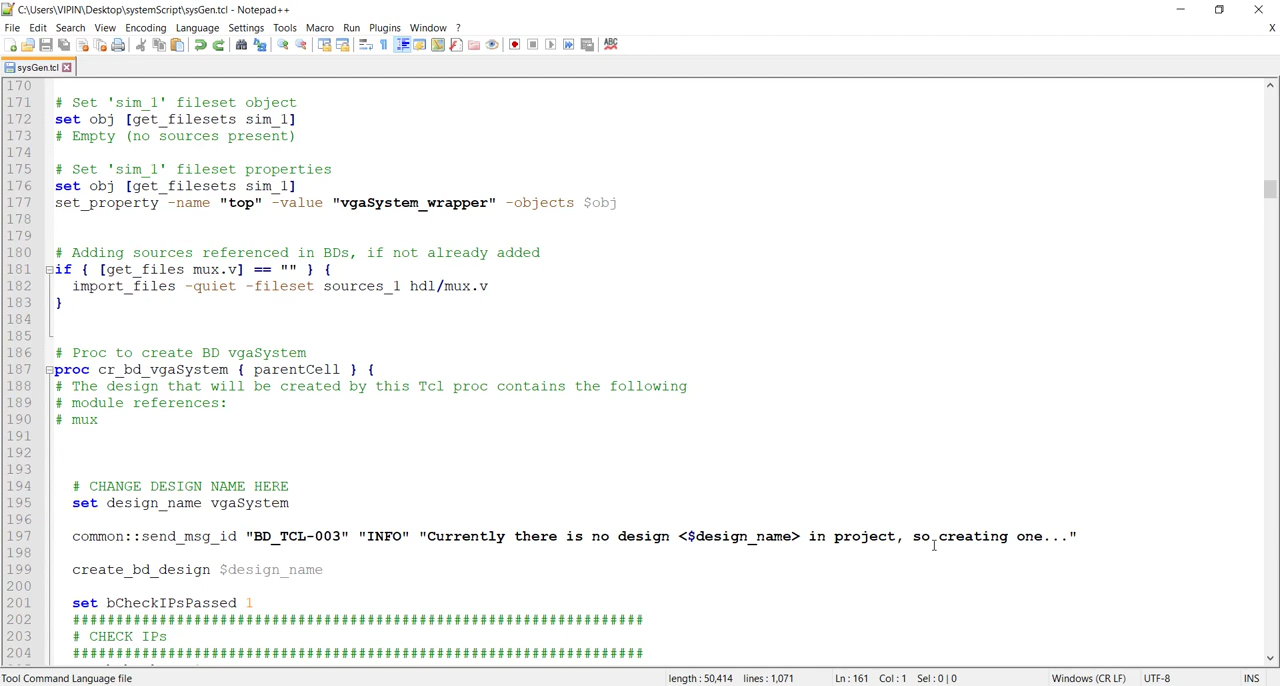 C:\Users\VIPIN\Desktop\systemScript\sysGen.tcl - Notepad++
File Edit Search View Encoding Language Settings Tools Macro Run Plugins Window ? X
sysGen.tcl
170
171 # Set 'sim_1' fileset object
172 set obj [get_filesets sim_1]
173 # Empty (no sources present)
174
175 # Set 'sim_1' fileset properties
176 set obj [get_filesets sim_1]
177 set_property -name "top" -value "vgaSystem_wrapper" -objects $obj
178
179
180 # Adding sources referenced in BDs, if not already added
181 if { [get_files mux.v] == "" } {
182 import_files -quiet -fileset sources_1 hdl/mux.v
183 }
184
185
186 # Proc to create BD vgaSystem
187 proc cr_bd_vgaSystem { parentCell } {
188 # The design that will be created by this Tcl proc contains the following
189 # module references:
190 # mux
191
192
193
194 # CHANGE DESIGN NAME HERE
195 set design_name vgaSystem
196
197 common::send_msg_id "BD_TCL-003" "INFO" "Currently there is no design <$design_name> in project, so creating one..."
198
199 create_bd_design $design_name
200
201 set bCheckIPsPassed 1
202 ##################################################################
203 # CHECK IPs
204 ##################################################################
Tool Command Language file length : 50,414 lines : 1,071 Ln : 161 Col : 1 Sel : 0 | 0 Windows (CR LF) UTF-8 INS